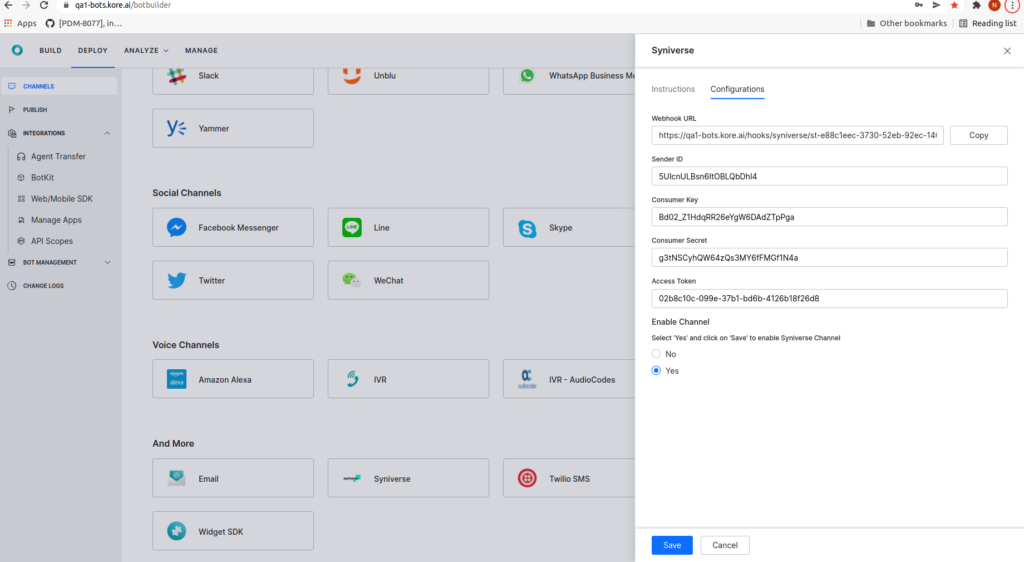 qa1-bots.kore.ai/botbuilder
N
Apps
[PDM-8077], in...
Other bookmarks
Reading list
BUILD
DEPLOY
ANALYZE
MANAGE
CHANNELS
PUBLISH
INTEGRATIONS
Agent Transfer
BotKit
Web/Mobile SDK
Manage Apps
API Scopes
BOT MANAGEMENT
CHANGE LOGS
Slack
Unblu
WhatsApp Business Me
Yammer
Social Channels
Facebook Messenger
LINE
Line
Skype
Twitter
WeChat
Voice Channels
amazon alexa
Amazon Alexa
IVR
IVR - AudioCodes
And More
Email
Syniverse
Twilio SMS
Widget SDK
Syniverse
Instructions
Configurations
Webhook URL
https://qa1-bots.kore.ai/hooks/syniverse/st-e88c1eec-3730-52eb-92ec-14
Copy
Sender ID
Consumer Key
Bd02_Z1HdqRR26eYgW6DAdZTpPga
Consumer Secret
g3tNSCyhQW64zQs3MY6fFMGf1N4a
Access Token
02b8c10c-099e-37b1-bd6b-4126b18f26d8
Enable Channel
Select 'Yes' and click on 'Save' to enable Syniverse Channel
No
Yes
Save
Cancel